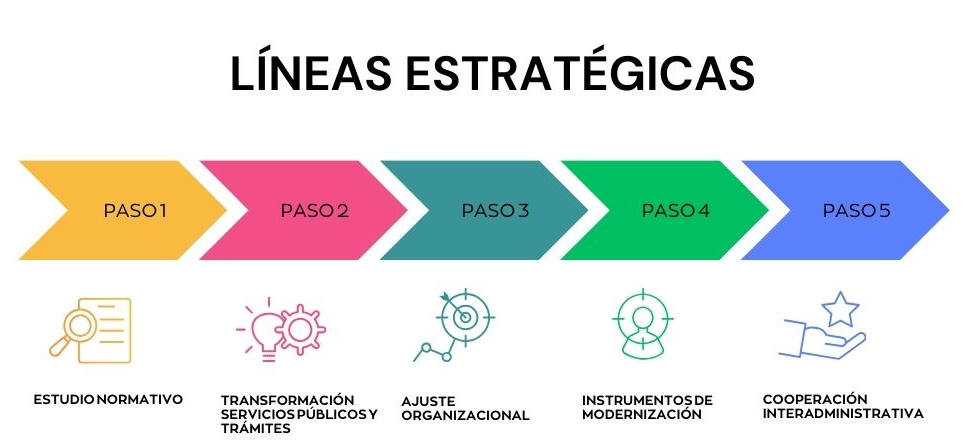 LÍNEAS ESTRATÉGICAS
PASO 1
PASO 2
PASO 3
PASO 4
PASO 5
ESTUDIO NORMATIVO
TRANSFORMACIÓN
SERVICIOS PÚBLICOS Y
TRÁMITES
AJUSTE
ORGANIZACIONAL
INSTRUMENTOS DE
MODERNIZACIÓN
COOPERACIÓN
INTERADMINISTRATIVA